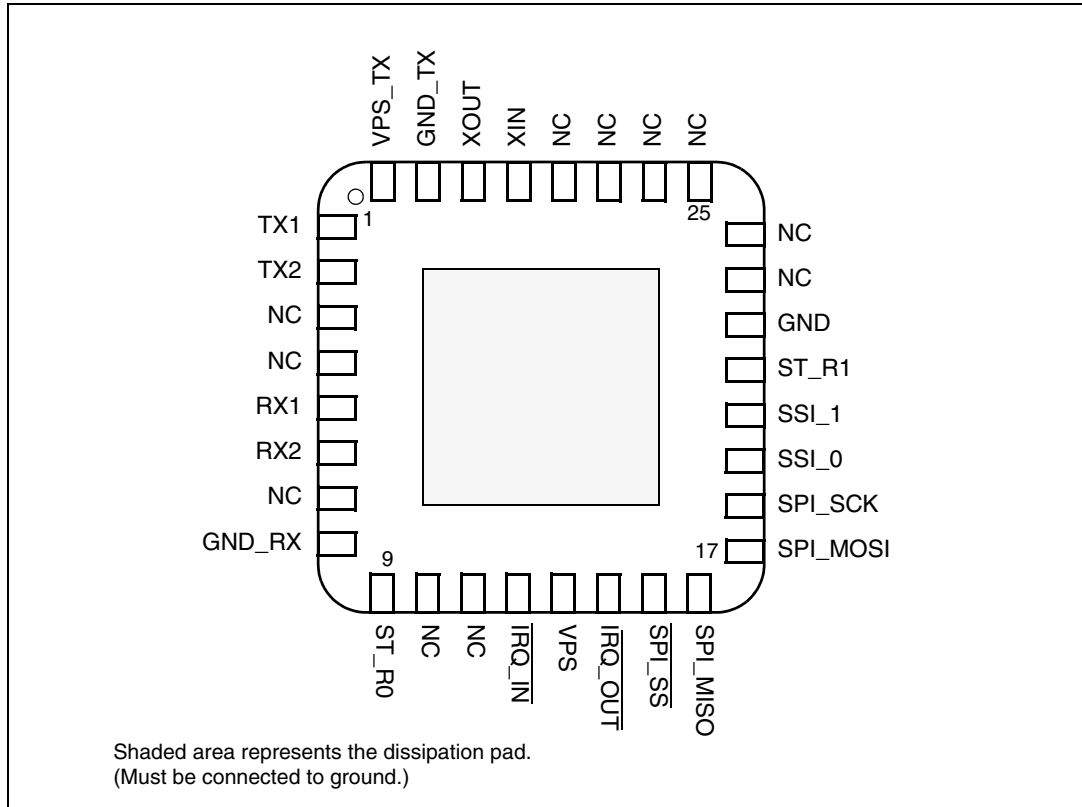 VPS_TX
GND_TX
XOUT
XIN
NC
NC
NC
NC
1
25
TX1
TX2
NC
NC
RX1
RX2
NC
GND_RX
NC
NC
GND
ST_R1
SSI_1
SSI_0
SPI_SCK
SPI_MOSI
9
17
ST_R0
NC
NC
IRQ_IN
VPS
IRQ_OUT
SPI_SS
SPI_MISO
Shaded area represents the dissipation pad.
(Must be connected to ground.)